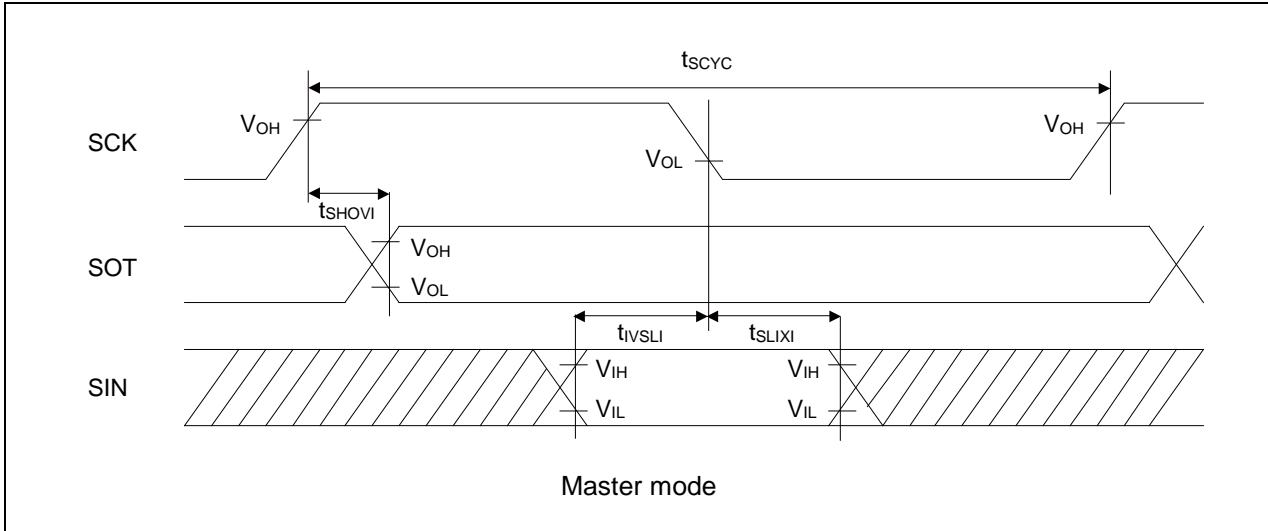 tSCYC
SCK
VOH
VOL
VOH
tSHOVI
SOT
VOH
VOL
tIVSLI
tSLIXI
SIN
VIH
VIH
VIL
VIL
Master mode